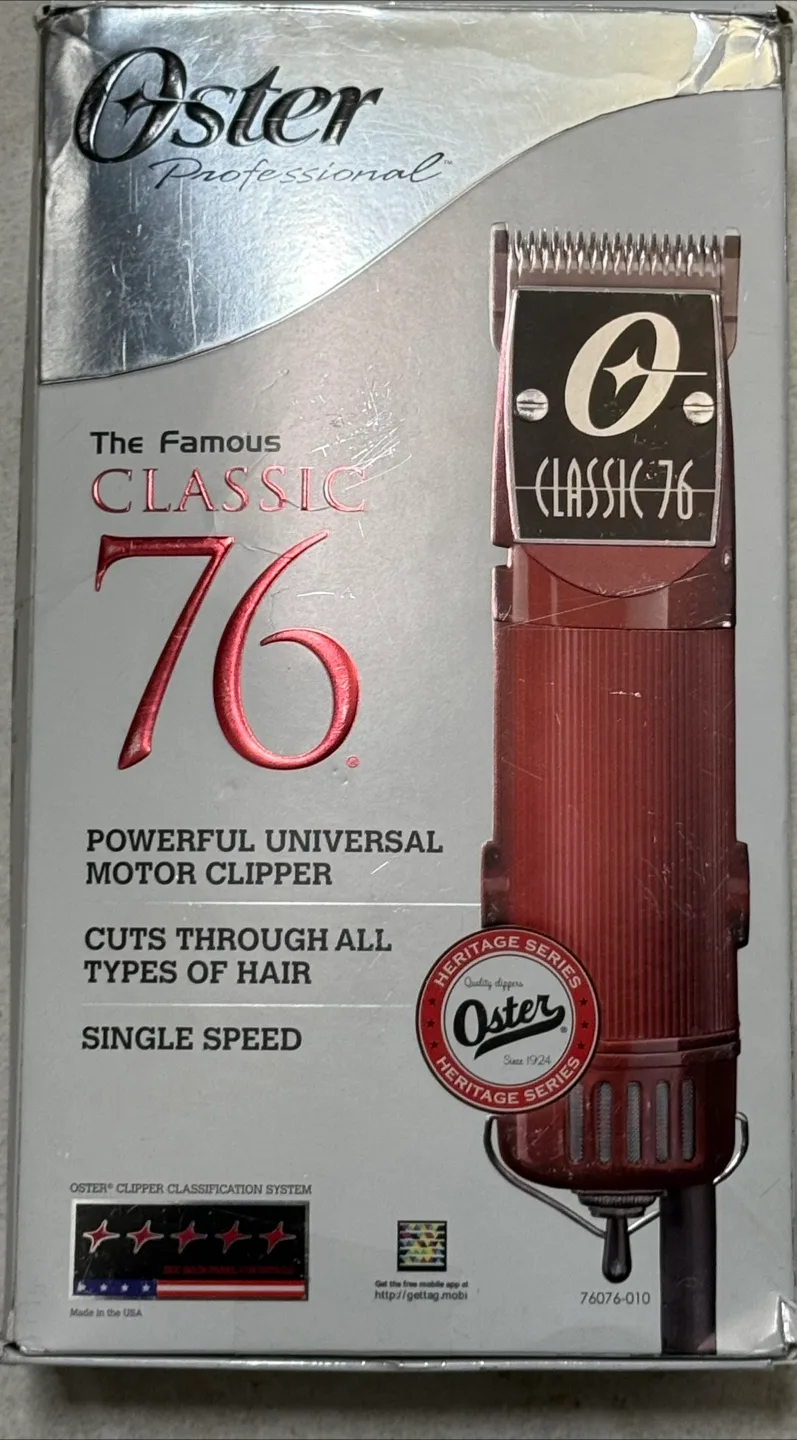 Oster
Professional™
The Famous
CLASSIC
76®
POWERFUL UNIVERSAL
MOTOR CLIPPER
CUTS THROUGH ALL
TYPES OF HAIR
SINGLE SPEED
O
CLASSIC 76
HERITAGE SERIES
Quality clippers
Oster®
Since 1924
HERITAGE SERIES
OSTER® CLIPPER CLASSIFICATION SYSTEM
Made in the USA
Get the free mobile app at
http://gettag.mobi
76076-010